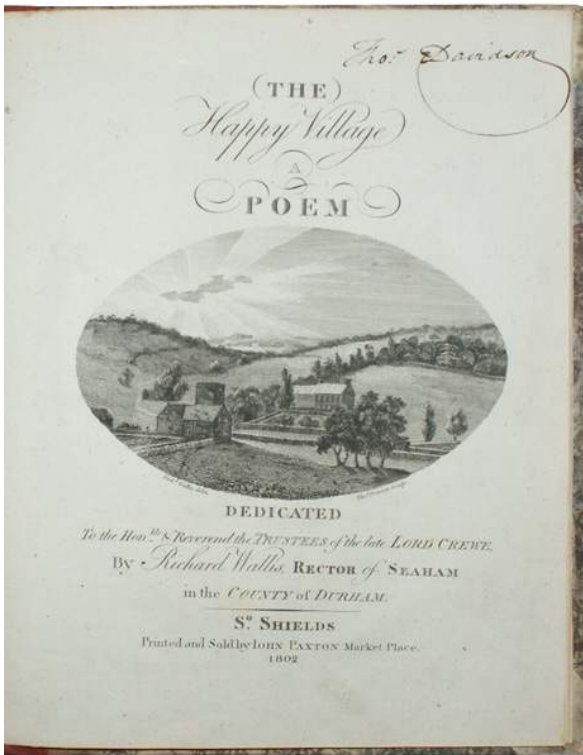 Thos. Davidson
(THE)
Happy Village
A
POEM
DEDICATED
To the Honble & Reverend the TRUSTEES of the late LORD CREWE,
By Richard Wallis, RECTOR of SEAHAM
in the COUNTY of DURHAM.
So. SHIELDS
Printed and Sold by IOHN PAXTON Market Place.
1802